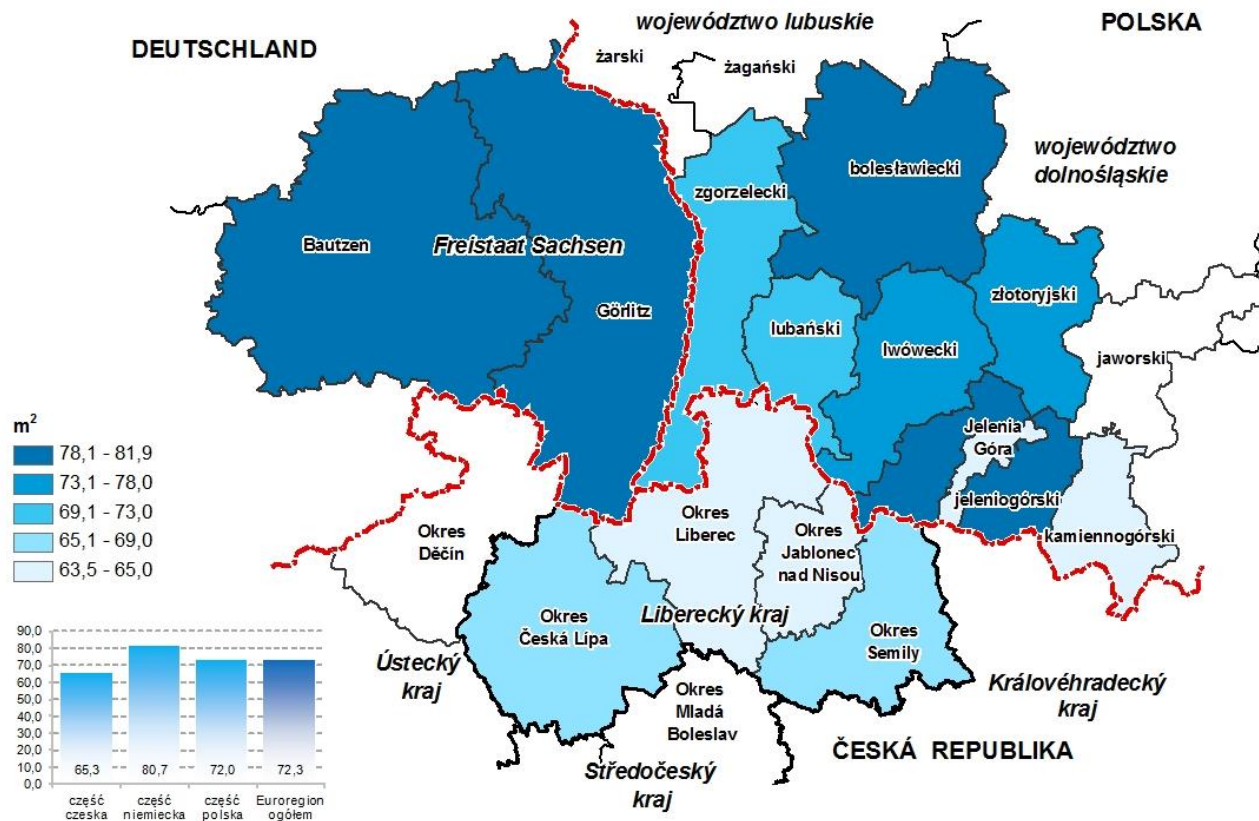 DEUTSCHLAND
województwo lubuskie
POLSKA
żarski
żagański
województwo
dolnośląskie
bolesławiecki
zgorzelecki
Bautzen
Freistaat Sachsen
Görlitz
złotoryjski
lubański
lwówecki
jaworski
Jelenia
Góra
jeleniogórski
kamiennogórski
m²
78,1 - 81,9
73,1 - 78,0
69,1 - 73,0
65,1 - 69,0
63,5 - 65,0
Okres
Děčín
Okres
Liberec
Okres
Jablonec
nad Nisou
Liberecký kraj
Okres
Česká Lípa
Okres
Semily
Ústecký
kraj
Okres
Mladá
Boleslav
Královéhradecký
kraj
ČESKÁ REPUBLIKA
Středočeský
kraj
90,0
80,0
70,0
60,0
50,0
40,0
30,0
20,0
10,0
0,0
65,3
80,7
72,0
72,3
część
czeska
część
niemiecka
część
polska
Euroregion
ogółem